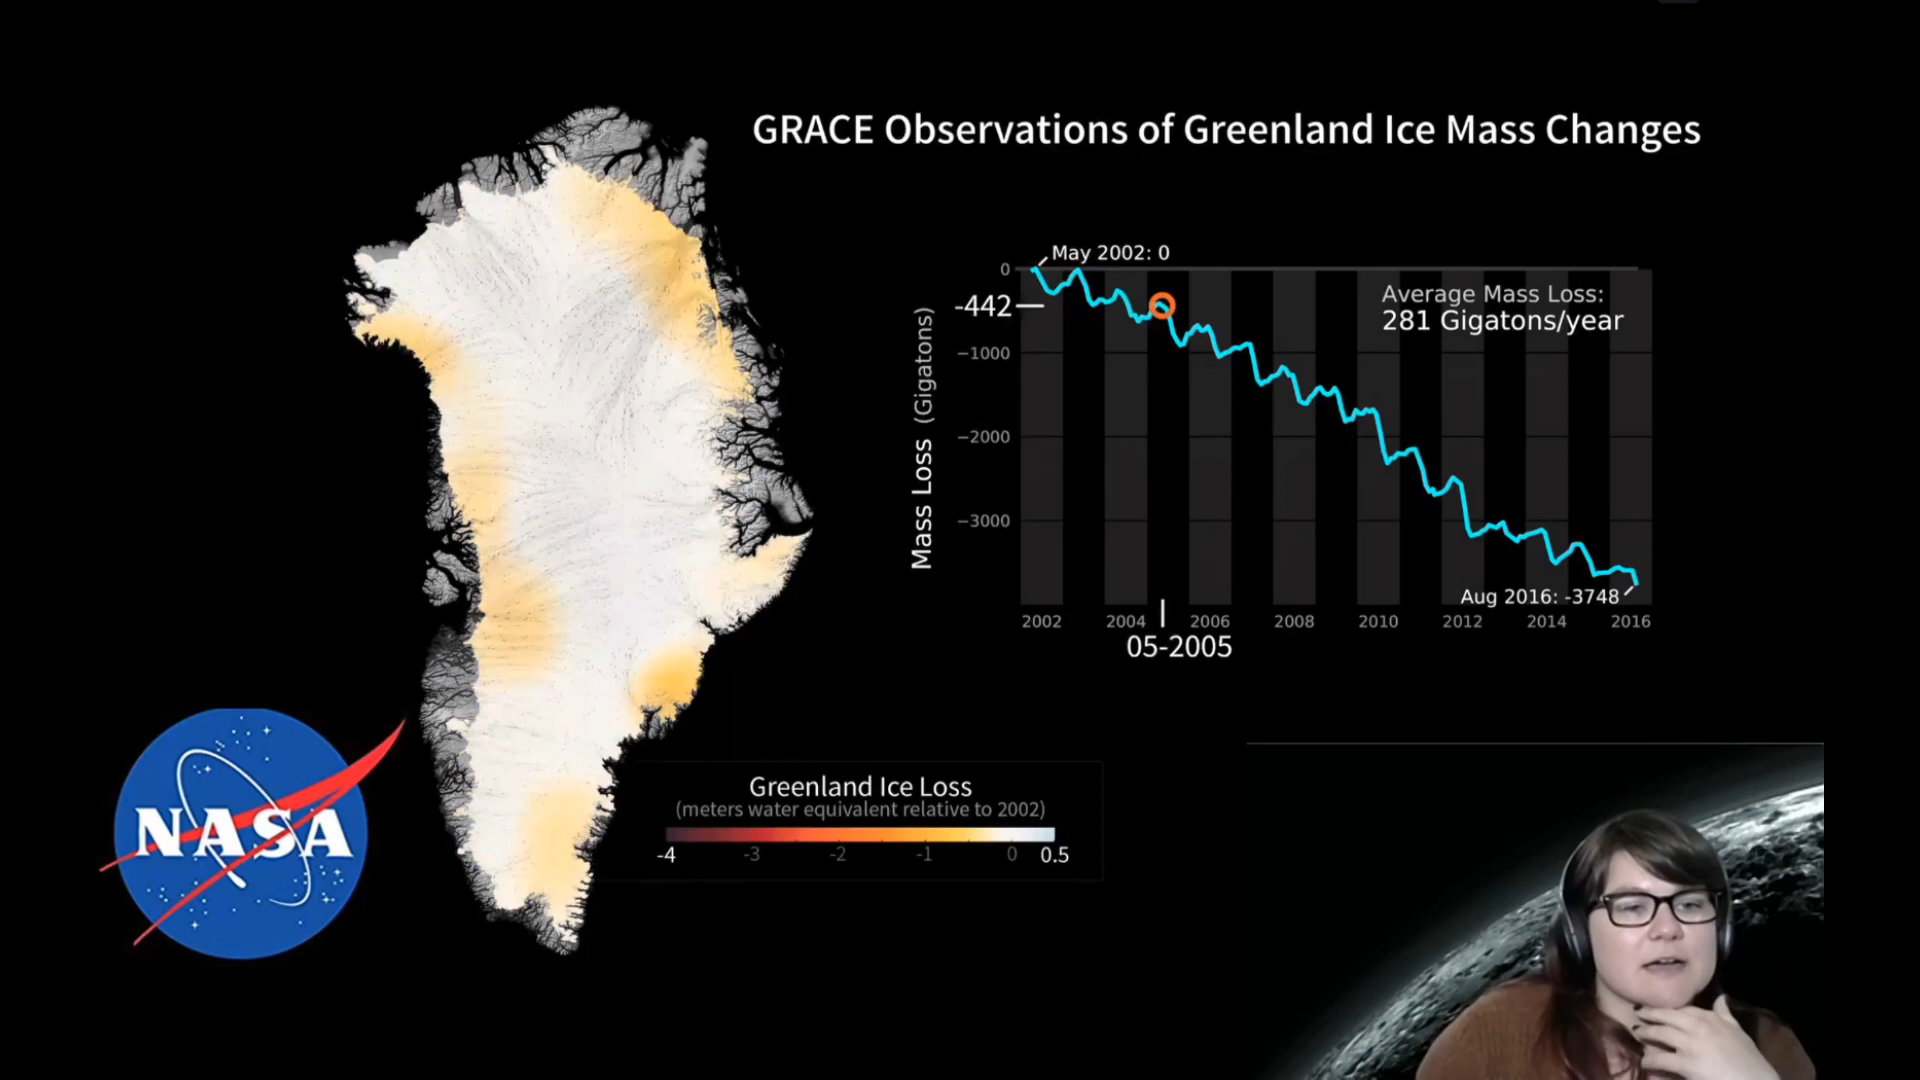 GRACE Observations of Greenland Ice Mass Changes
May 2002: 0
0
-442
−1000
−2000
−3000
Mass Loss (Gigatons)
Average Mass Loss:
281 Gigatons/year
Aug 2016: -3748
2002 2004 2006 2008 2010 2012 2014 2016
05-2005
NASA
Greenland Ice Loss
(meters water equivalent relative to 2002)
-4 -3 -2 -1 0 0.5